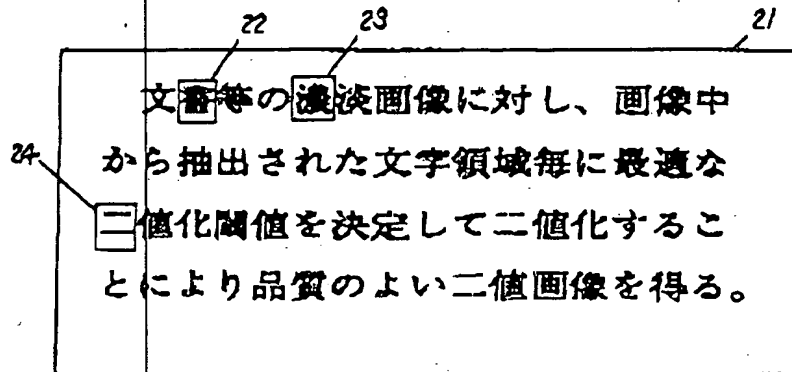 22 23 21
文書等の濃淡画像に対し、画像中
24
から抽出された文字領域毎に最適な
二値化閾値を決定して二値化するこ
とにより品質のよい二値画像を得る。